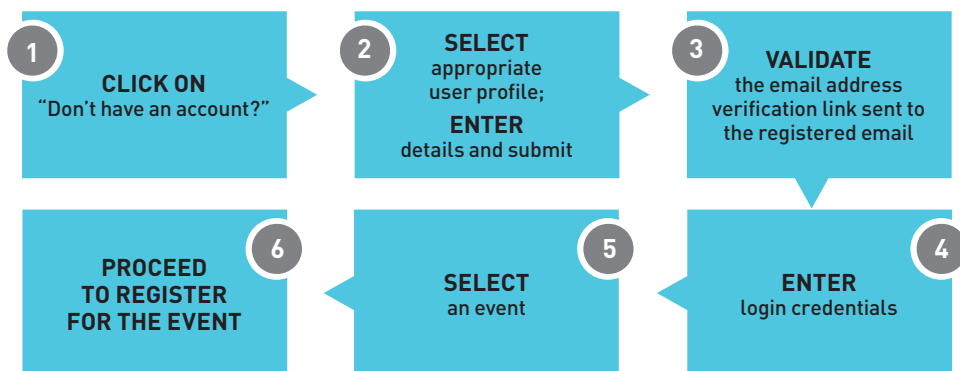 1
CLICK ON
“Don’t have an account?”
2
SELECT
appropriate
user profile;
ENTER
details and submit
3
VALIDATE
the email address
verification link sent to
the registered email
4
ENTER
login credentials
5
SELECT
an event
6
PROCEED
TO REGISTER
FOR THE EVENT